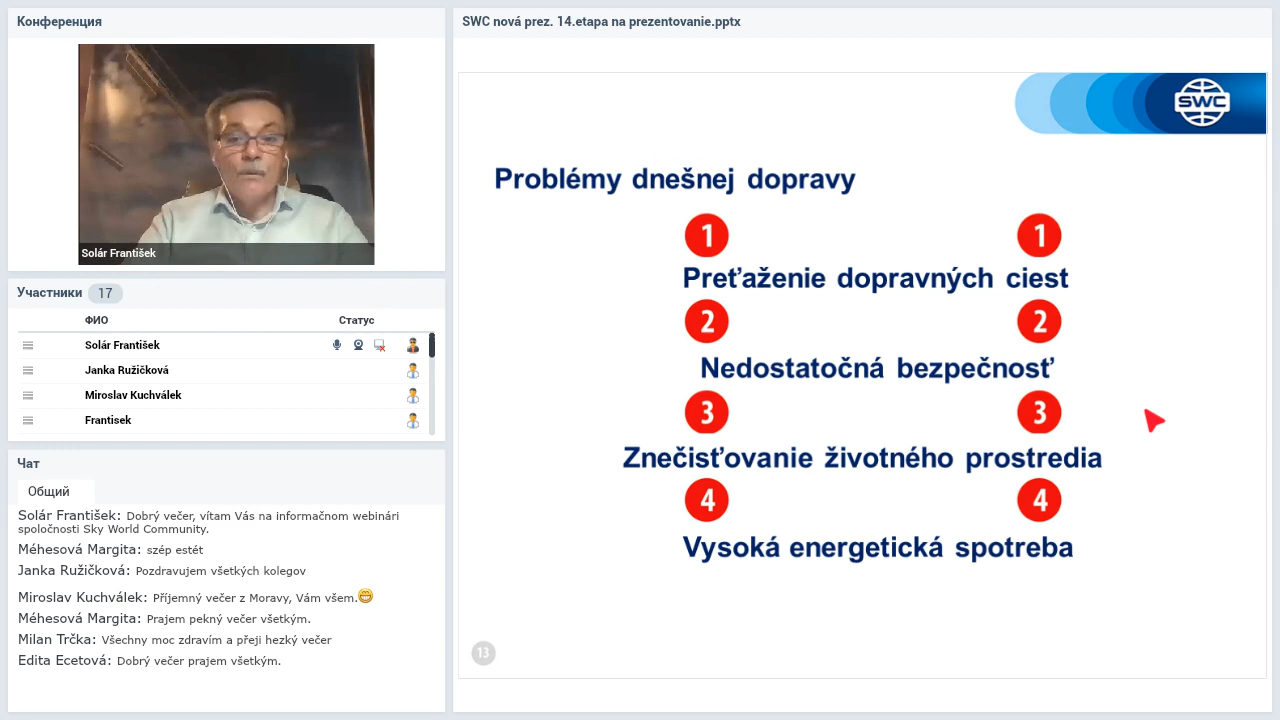 Конференция
Solár František
Участники 17
ФИО Статус
Solár František
Janka Ružičková
Miroslav Kuchválek
Frantisek
Чат
Общий
Solár František: Dobrý večer, vítam Vás na informačnom webinári
spoločnosti Sky World Community.
Méhesová Margita: szép estét
Janka Ružičková: Pozdravujem všetkých kolegov
Miroslav Kuchválek: Příjemný večer z Moravy, Vám všem.
Méhesová Margita: Prajem pekný večer všetkým.
Milan Trčka: Všechny moc zdravím a přeji hezký večer
Edita Ecetová: Dobrý večer prajem všetkým.
SWC nová prez. 14.etapa na prezentovanie.pptx
SWC
Problémy dnešnej dopravy
1 1
Preťaženie dopravných ciest
2 2
Nedostatočná bezpečnosť
3 3
Znečisťovanie životného prostredia
4 4
Vysoká energetická spotreba
13